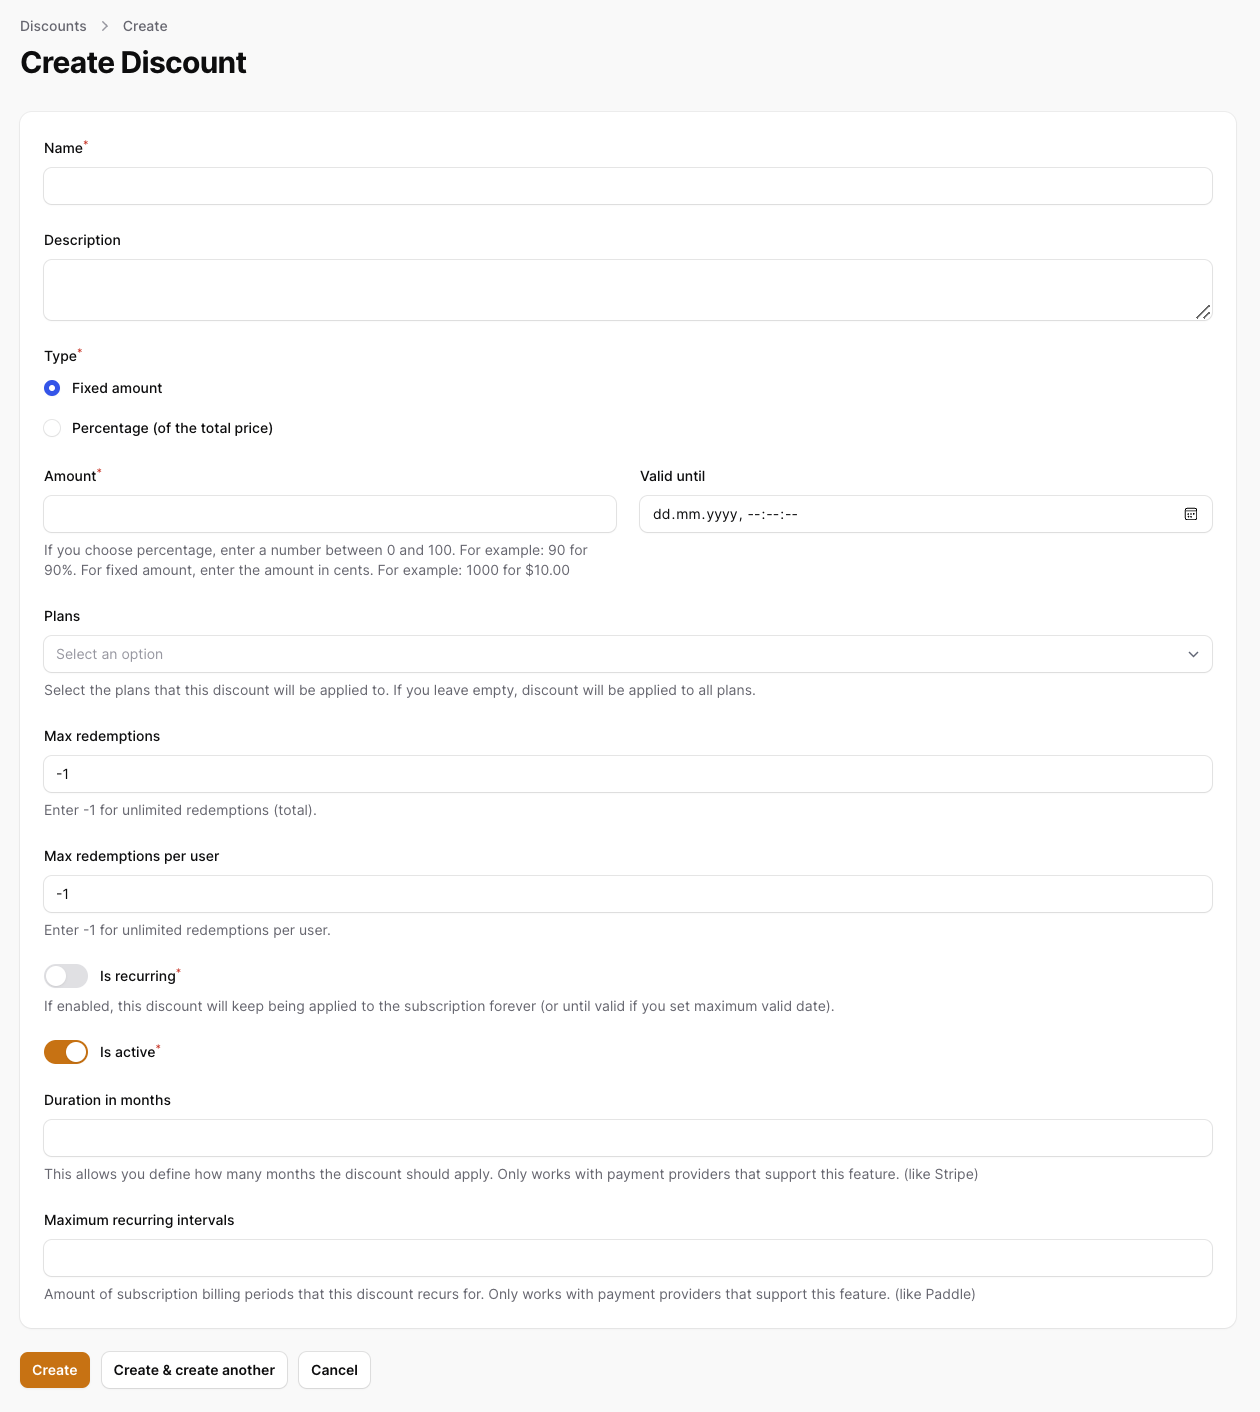 Discounts > Create
Create Discount
Name*
Description
Type*
Fixed amount
Percentage (of the total price)
Amount*
Valid until
dd.mm.yyyy, --:--:--
If you choose percentage, enter a number between 0 and 100. For example: 90 for
90%. For fixed amount, enter the amount in cents. For example: 1000 for $10.00
Plans
Select an option
Select the plans that this discount will be applied to. If you leave empty, discount will be applied to all plans.
Max redemptions
-1
Enter -1 for unlimited redemptions (total).
Max redemptions per user
-1
Enter -1 for unlimited redemptions per user.
Is recurring*
If enabled, this discount will keep being applied to the subscription forever (or until valid if you set maximum valid date).
Is active*
Duration in months
This allows you define how many months the discount should apply. Only works with payment providers that support this feature. (like Stripe)
Maximum recurring intervals
Amount of subscription billing periods that this discount recurs for. Only works with payment providers that support this feature. (like Paddle)
Create
Create & create another
Cancel